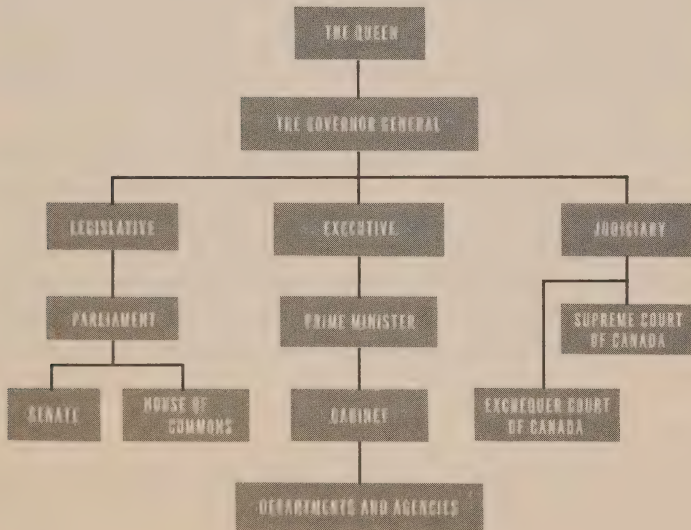 THE QUEEN
THE GOVERNOR GENERAL
LEGISLATIVE
EXECUTIVE
JUDICIARY
PARLIAMENT
PRIME MINISTER
SUPREME COURT
OF CANADA
SENATE
HOUSE OF
COMMONS
CABINET
EXCHEQUER COURT
OF CANADA
DEPARTMENTS AND AGENCIES